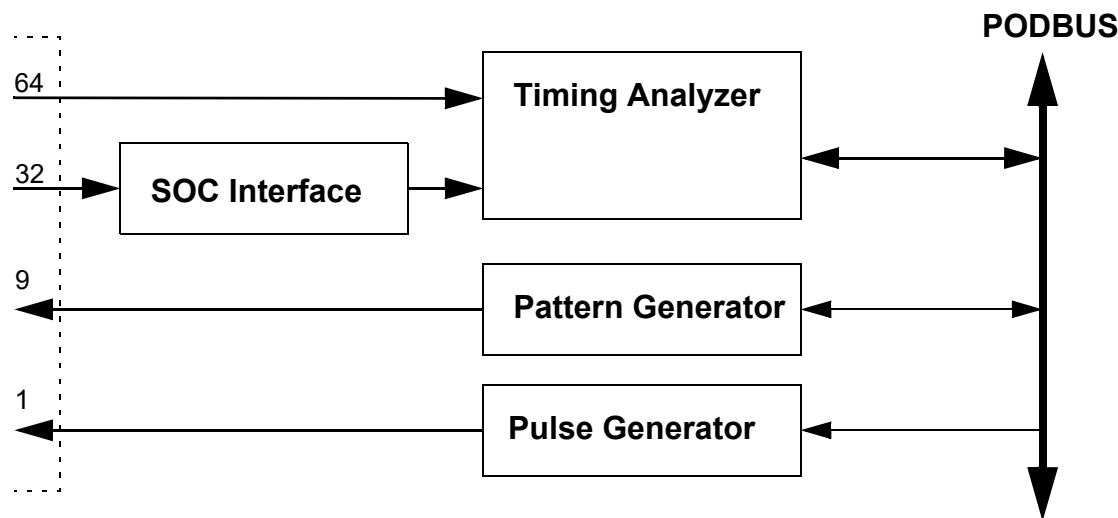 PODBUS
64
Timing Analyzer
32
SOC Interface
9
Pattern Generator
1
Pulse Generator